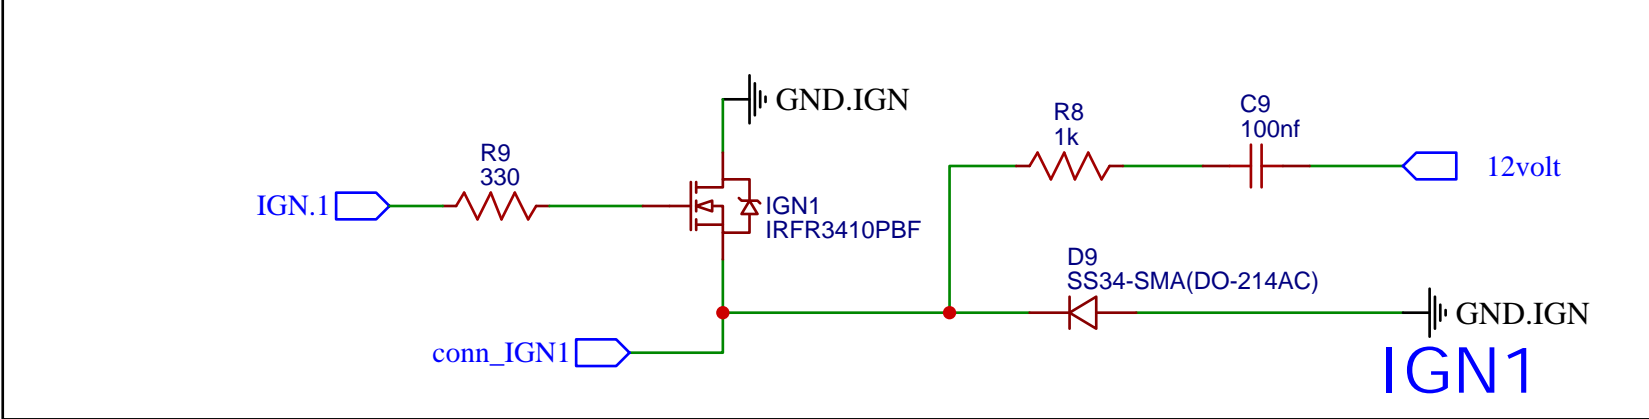 GND.IGN
R8
1k
C9
100nf
R9
330
12volt
IGN.1
IGN1
IRFR3410PBF
D9
SS34-SMA(DO-214AC)
GND.IGN
conn_IGN1
IGN1